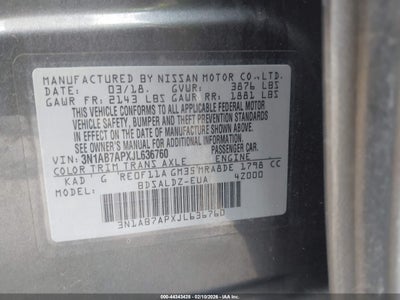 MANUFACTURED BY NISSAN MOTOR CO.,LTD.
DATE: 03/18. GVWR: 3876 LBS
GAWR FR: 2143 LBS GAWR RR: 1881 LBS
THIS VEHICLE CONFORMS TO ALL APPLICABLE FEDERAL MOTOR
VEHICLE SAFETY, BUMPER, AND THEFT PREVENTION
STANDARDS IN EFFECT ON THE DATE OF
MANUFACTURE SHOWN ABOVE.
SEE OWNER'S MANUAL FOR ADDITIONAL INFORMATION
VIN: 3N1AB7APXJL636760 PASSENGER CAR.
COLOR TRIM TRANS AXLE ENGINE
KAD G RE0F11A GM35 MRA8DE 1798 CC
MODEL: BDSALDZ-EUA 42000
3N1AB7APXJL636760
000-44343428 - 02/10/2026 - IAA Holdings, LLC